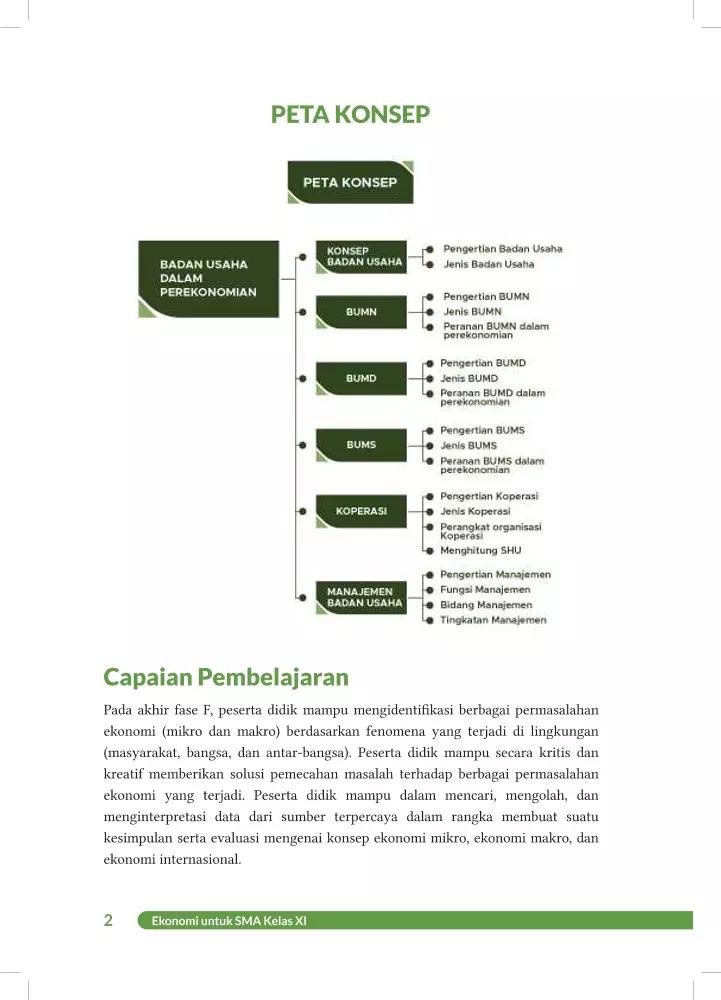 PETA KONSEP
PETA KONSEP
BADAN USAHA
DALAM
PEREKONOMIAN
KONSEP
BADAN USAHA
Pengertian Badan Usaha
Jenis Badan Usaha
BUMN
Pengertian BUMN
Jenis BUMN
Peranan BUMN dalam
perekonomian
BUMD
Pengertian BUMD
Jenis BUMD
Peranan BUMD dalam
perekonomian
BUMS
Pengertian BUMS
Jenis BUMS
Peranan BUMS dalam
perekonomian
KOPERASI
Pengertian Koperasi
Jenis Koperasi
Perangkat organisasi
Koperasi
Menghitung SHU
MANAJEMEN
BADAN USAHA
Pengertian Manajemen
Fungsi Manajemen
Bidang Manajemen
Tingkatan Manajemen
Capaian Pembelajaran
Pada akhir fase F, peserta didik mampu mengidentifikasi berbagai permasalahan
ekonomi (mikro dan makro) berdasarkan fenomena yang terjadi di lingkungan
(masyarakat, bangsa, dan antar-bangsa). Peserta didik mampu secara kritis dan
kreatif memberikan solusi pemecahan masalah terhadap berbagai permasalahan
ekonomi yang terjadi. Peserta didik mampu dalam mencari, mengolah, dan
menginterpretasi data dari sumber terpercaya dalam rangka membuat suatu
kesimpulan serta evaluasi mengenai konsep ekonomi mikro, ekonomi makro, dan
ekonomi internasional.
2 Ekonomi untuk SMA Kelas XI